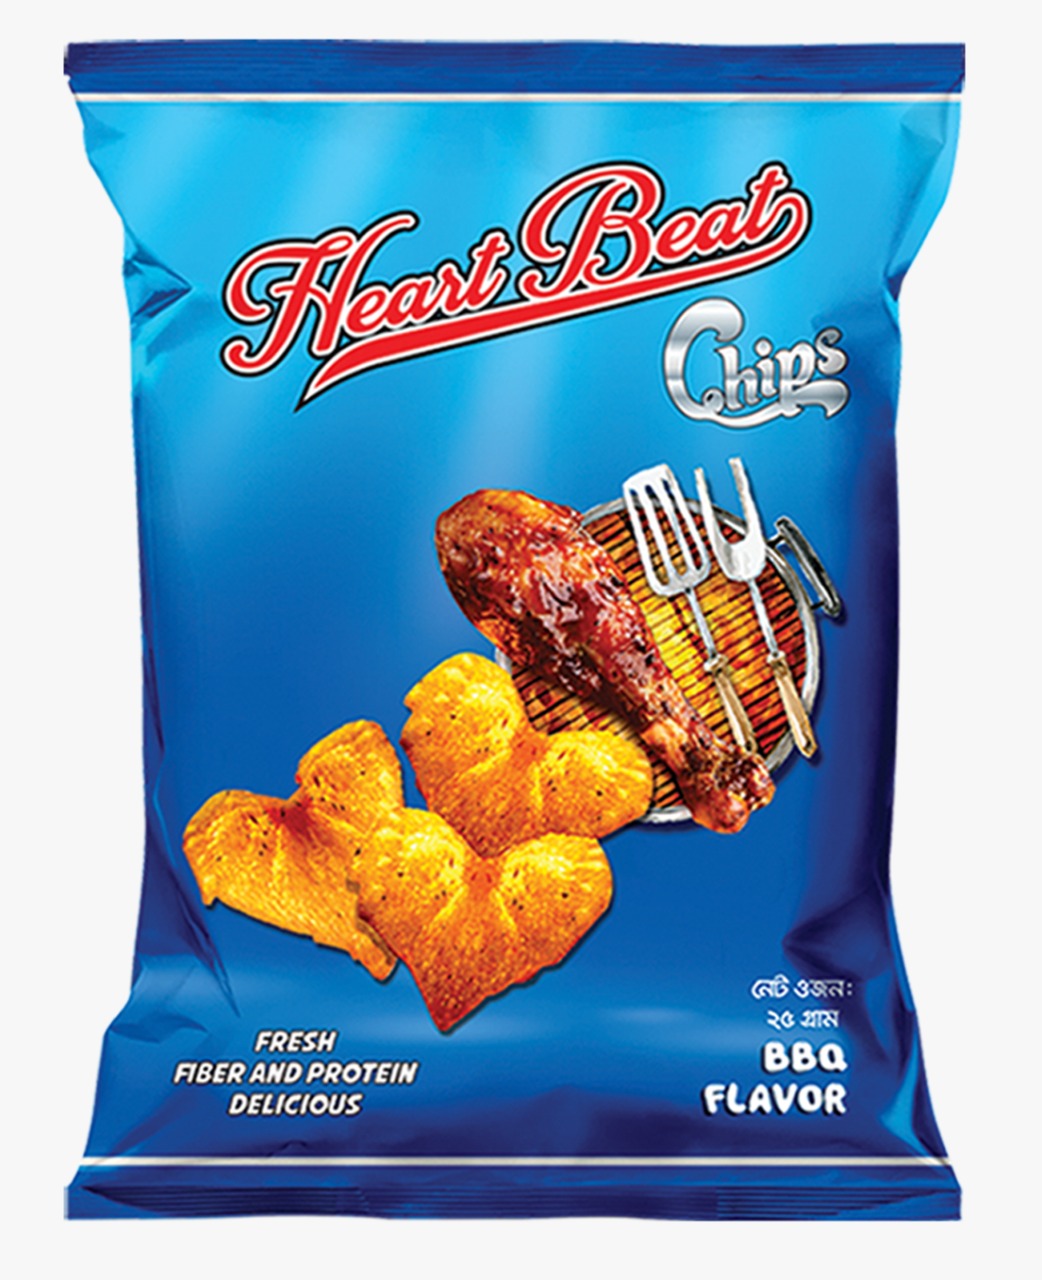 Heart Beat
Chips
নেট ওজন:
২৫ গ্রাম
BBQ
FLAVOR
FRESH
FIBER AND PROTEIN
DELICIOUS